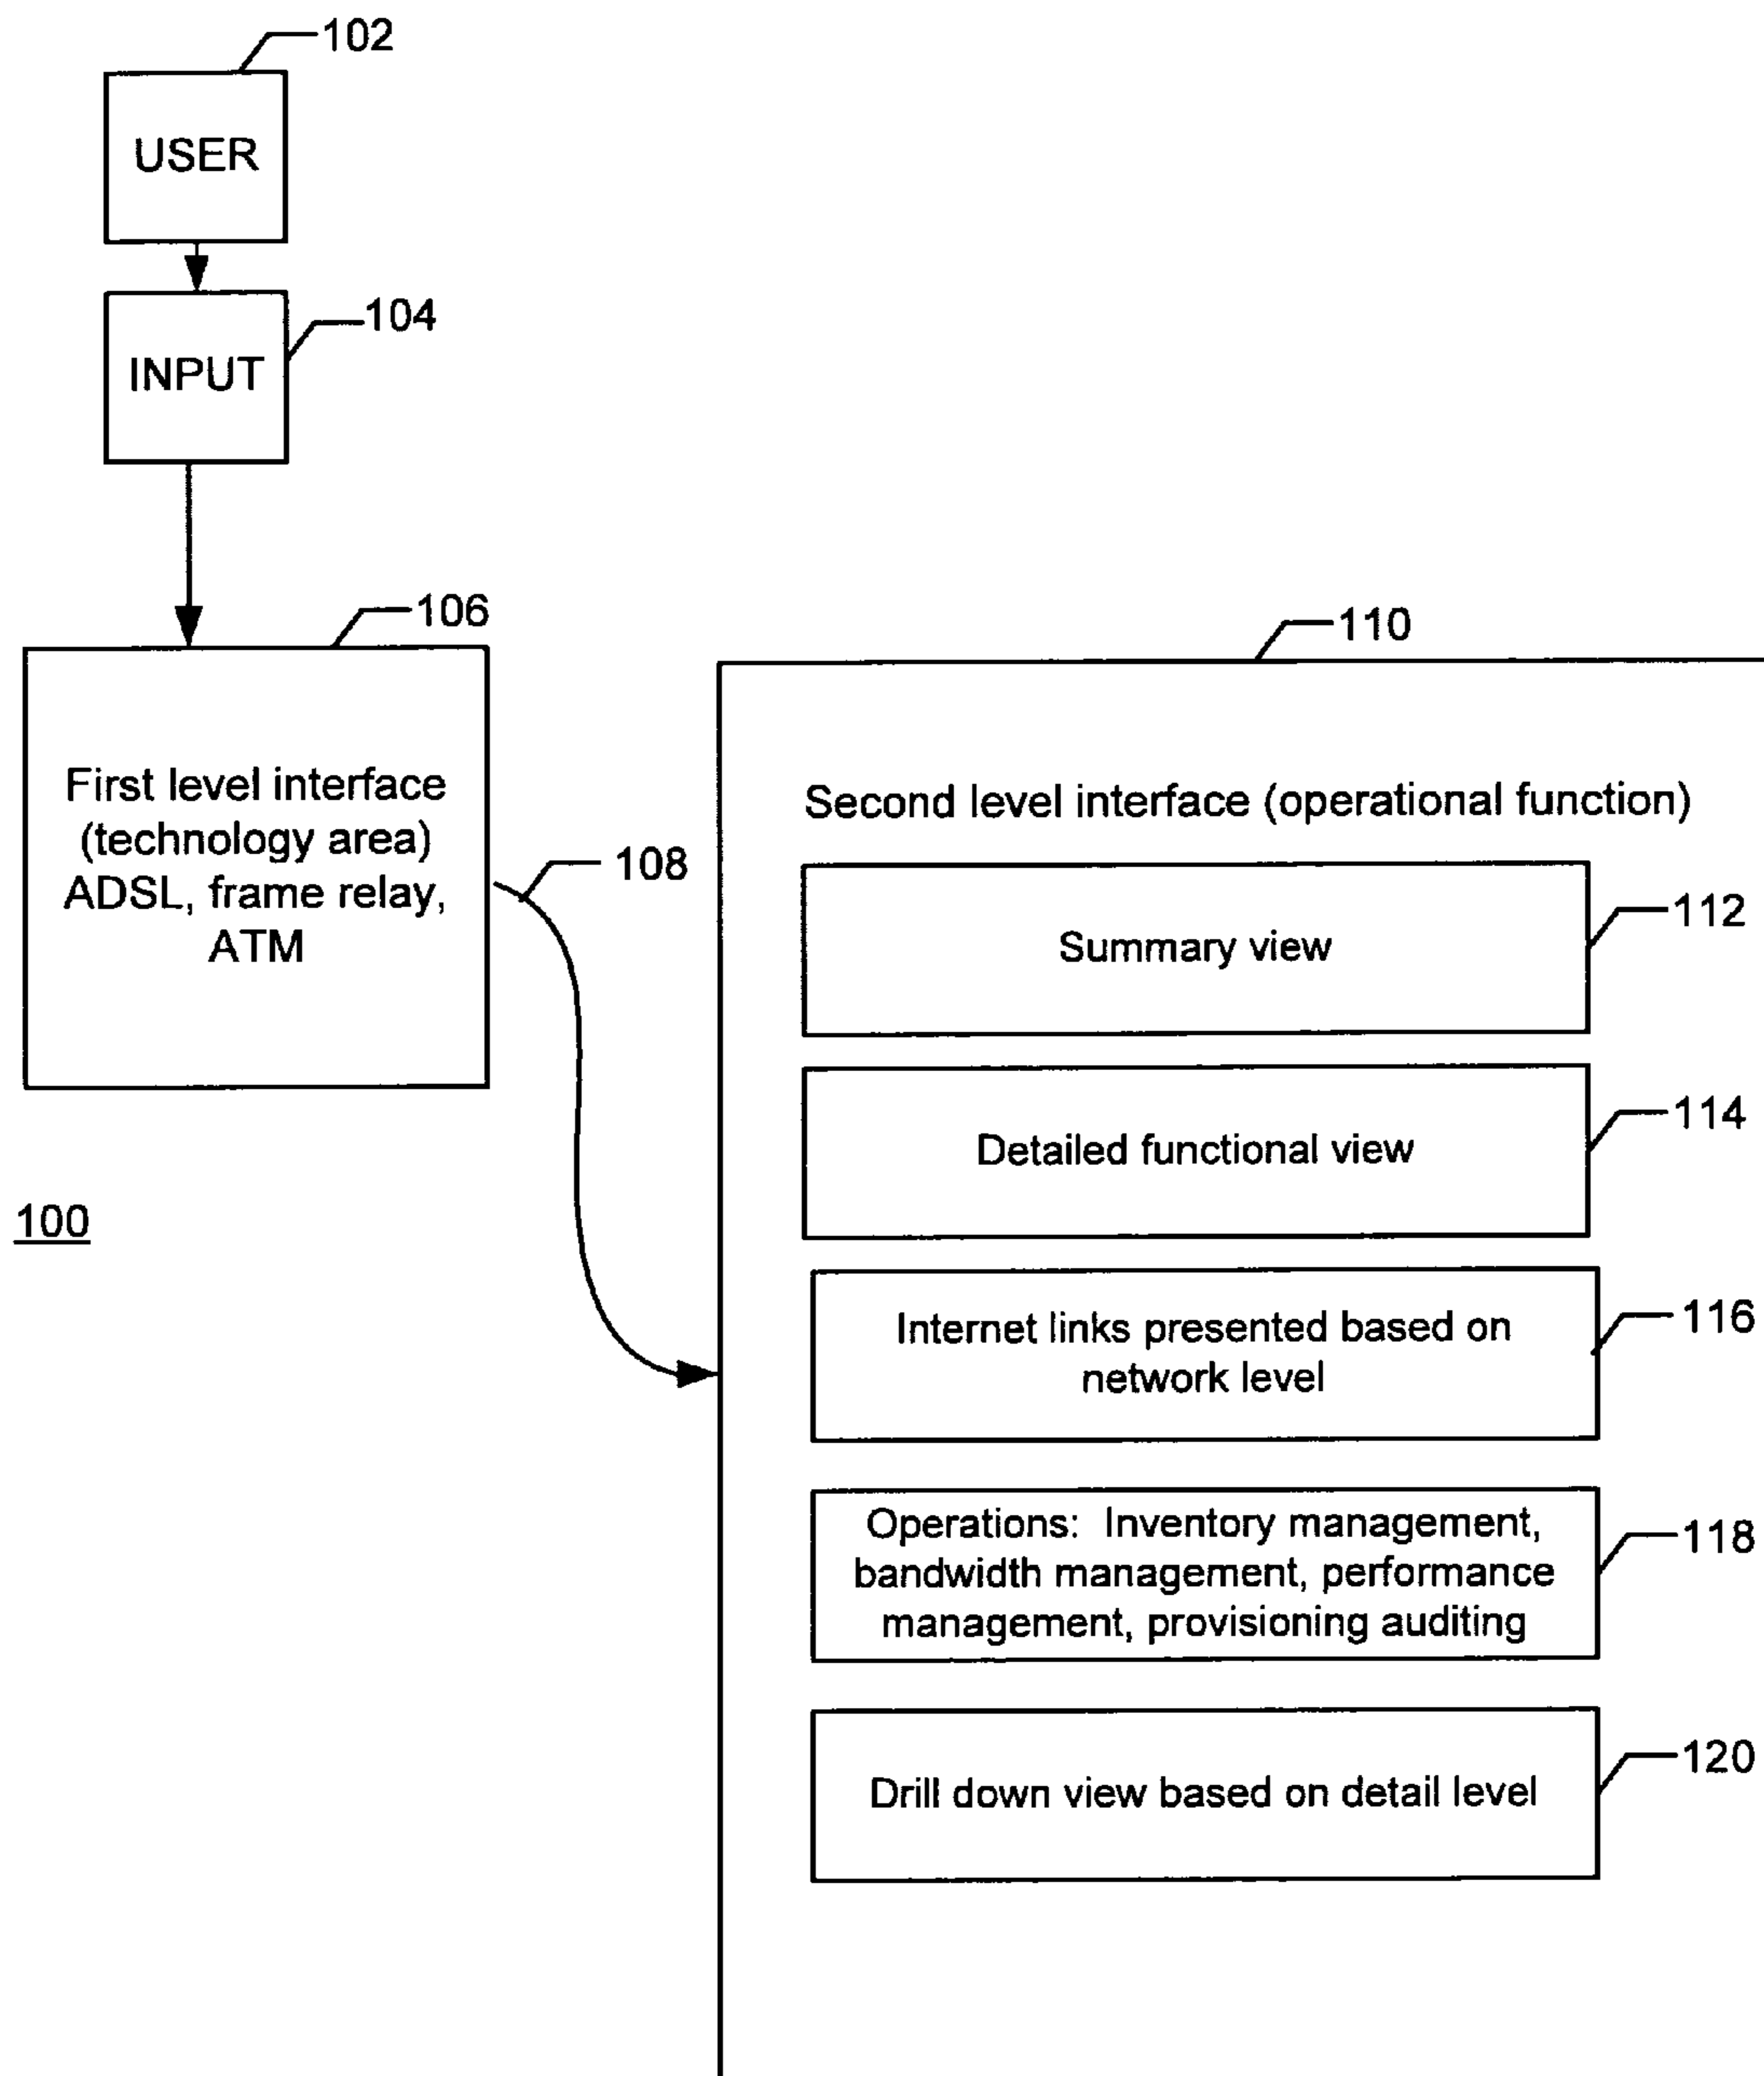 102
USER
104
INPUT
106
First level interface
(technology area)
ADSL, frame relay,
ATM
108
100
110
Second level interface (operational function)
112
Summary view
114
Detailed functional view
116
Internet links presented based on
network level
118
Operations: Inventory management,
bandwidth management, performance
management, provisioning auditing
120
Drill down view based on detail level